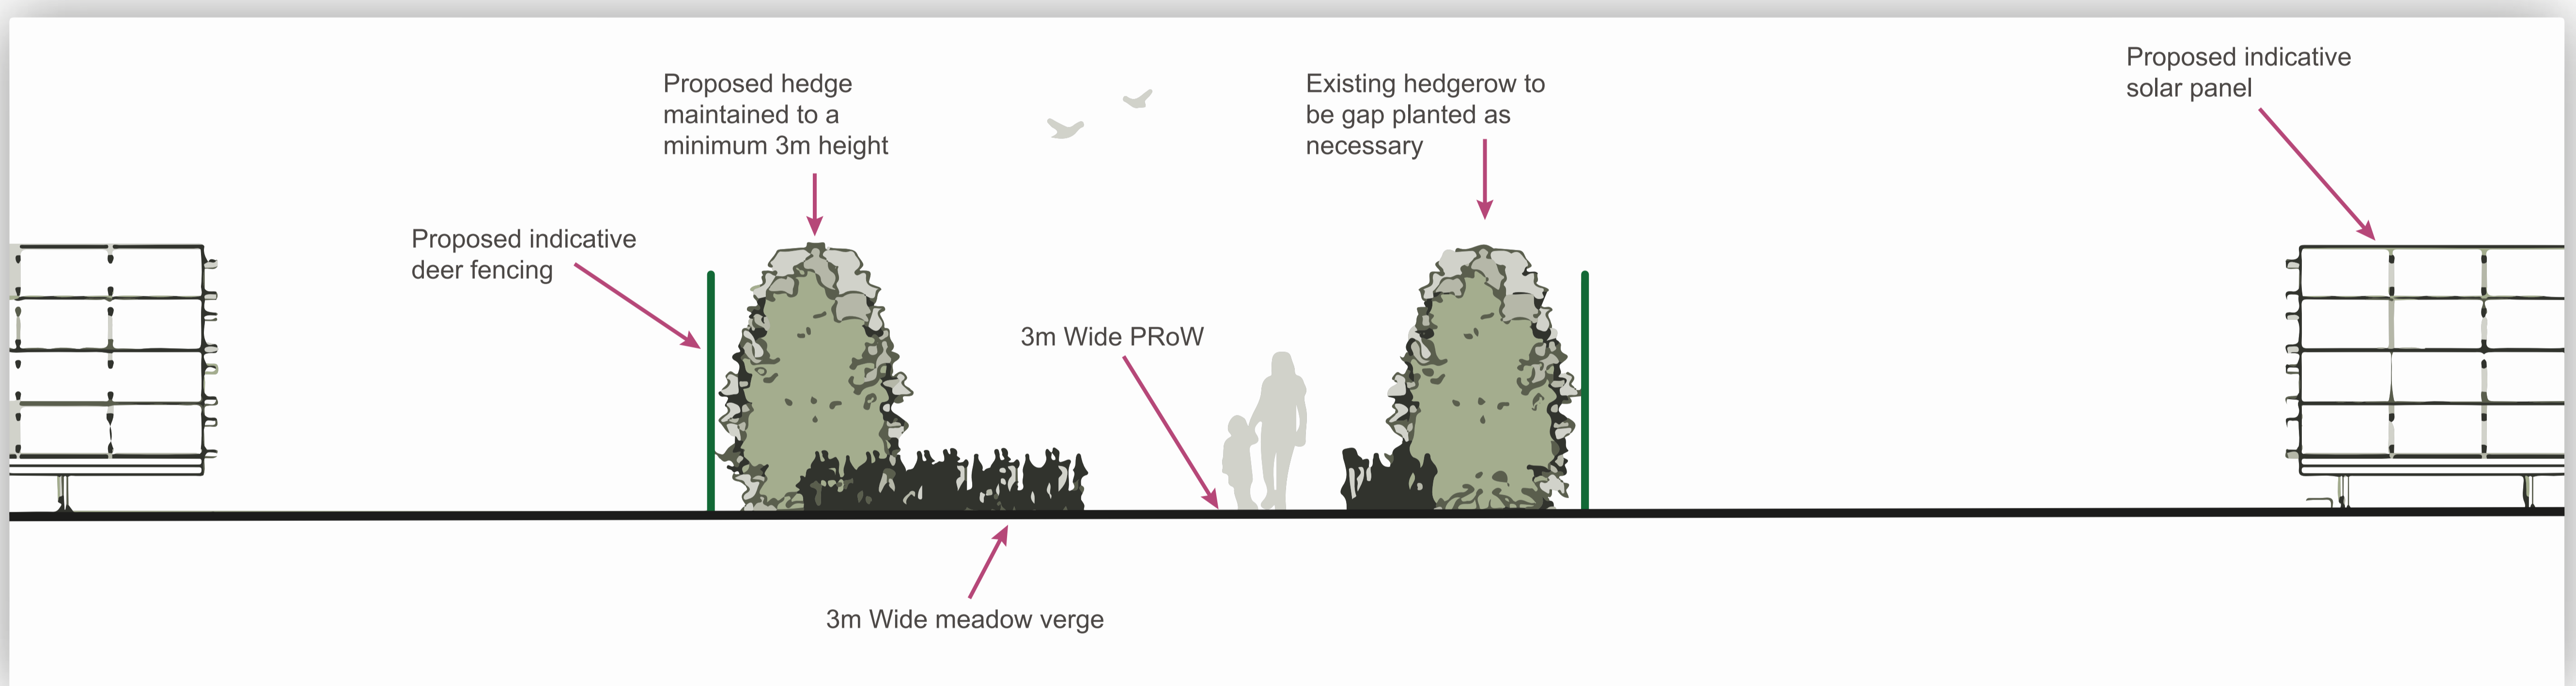 Proposed indicative
solar panel
Proposed hedge
maintained to a
minimum 3m height
Existing hedgerow to
be gap planted as
necessary
Proposed indicative
deer fencing
3m Wide PRoW
3m Wide meadow verge